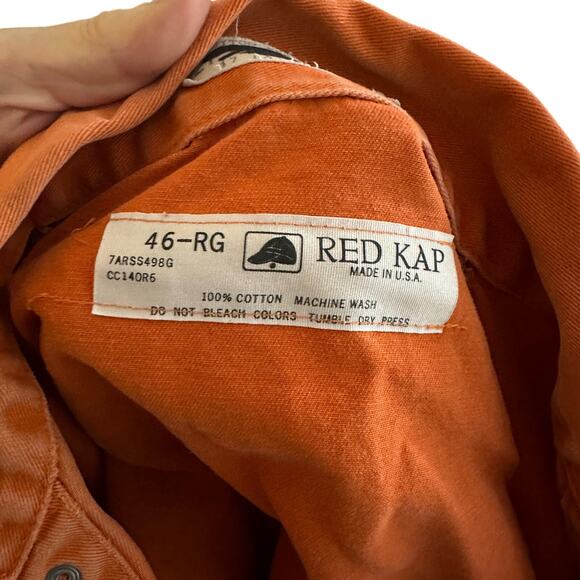 46-RG RED KAP
7ARSS498G MADE IN U.S.A.
CC140R6
100% COTTON MACHINE WASH
DO NOT BLEACH COLORS TUMBLE DRY PRESS